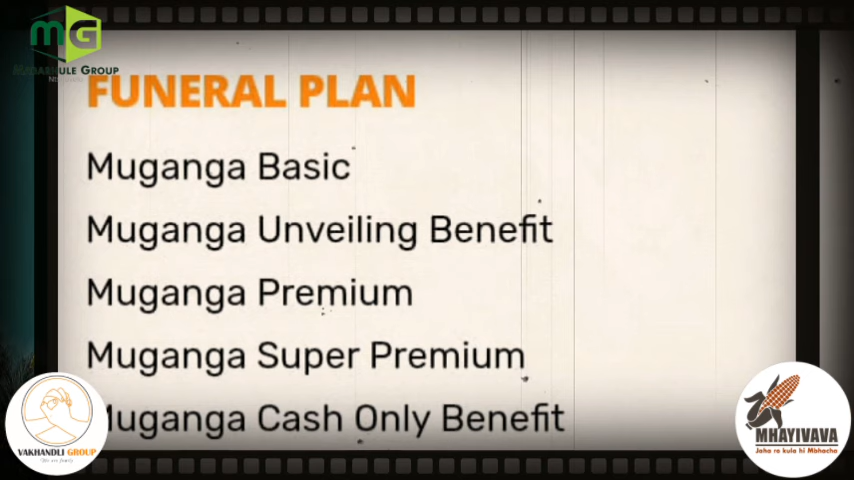 MG
FUNERAL PLAN
Muganga Basic
Muganga Unveiling Benefit
Muganga Premium
Muganga Super Premium
Muganga Cash Only Benefit
VAKHANDLI GROUP
MHAYIVAVA
Jaha ro kula hi Mbhacha